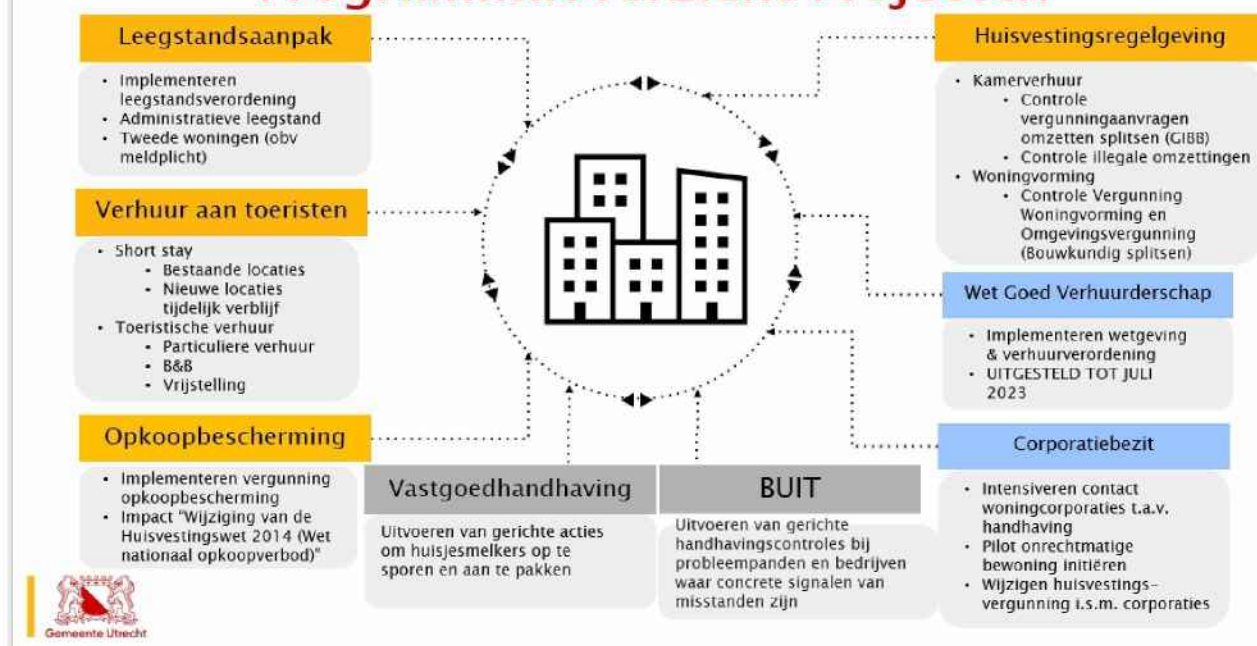 Leegstandsaanpak
• Implementeren
leegstandsverordening
• Administratieve leegstand
• Tweede woningen (obv
meldplicht)
Verhuur aan toeristen
• Short stay
• Bestaande locaties
• Nieuwe locaties
tijdelijk verblijf
• Toeristische verhuur
• Particuliere verhuur
• B&B
• Vrijstelling
Opkoopbescherming
• Implementeren vergunning
opkoopbescherming
• Impact "Wijziging van de
Huisvestingswet 2014 (Wet
nationaal opkoopverbod)"
Vastgoedhandhaving
Uitvoeren van gerichte acties
om huisjesmelkers op te
sporen en aan te pakken
BUIT
Uitvoeren van gerichte
handhavingscontroles bij
probleempanden en bedrijven
waar concrete signalen van
misstanden zijn
Huisvestingsregelgeving
• Kamerverhuur
• Controle
vergunningaanvragen
omzetten splitsen (GIBB)
• Controle illegale omzettingen
• Woningvorming
• Controle Vergunning
Woningvorming en
Omgevingsvergunning
(Bouwkundig splitsen)
Wet Goed Verhuurderschap
• Implementeren wetgeving
& verhuurverordening
• UITGESTELD TOT JULI
2023
Corporatiebezit
• Intensiveren contact
woningcorporaties t.a.v.
handhaving
• Pilot onrechtmatige
bewoning initiëren
• Wijzigen huisvestings-
vergunning i.s.m. corporaties
Gemeente Utrecht